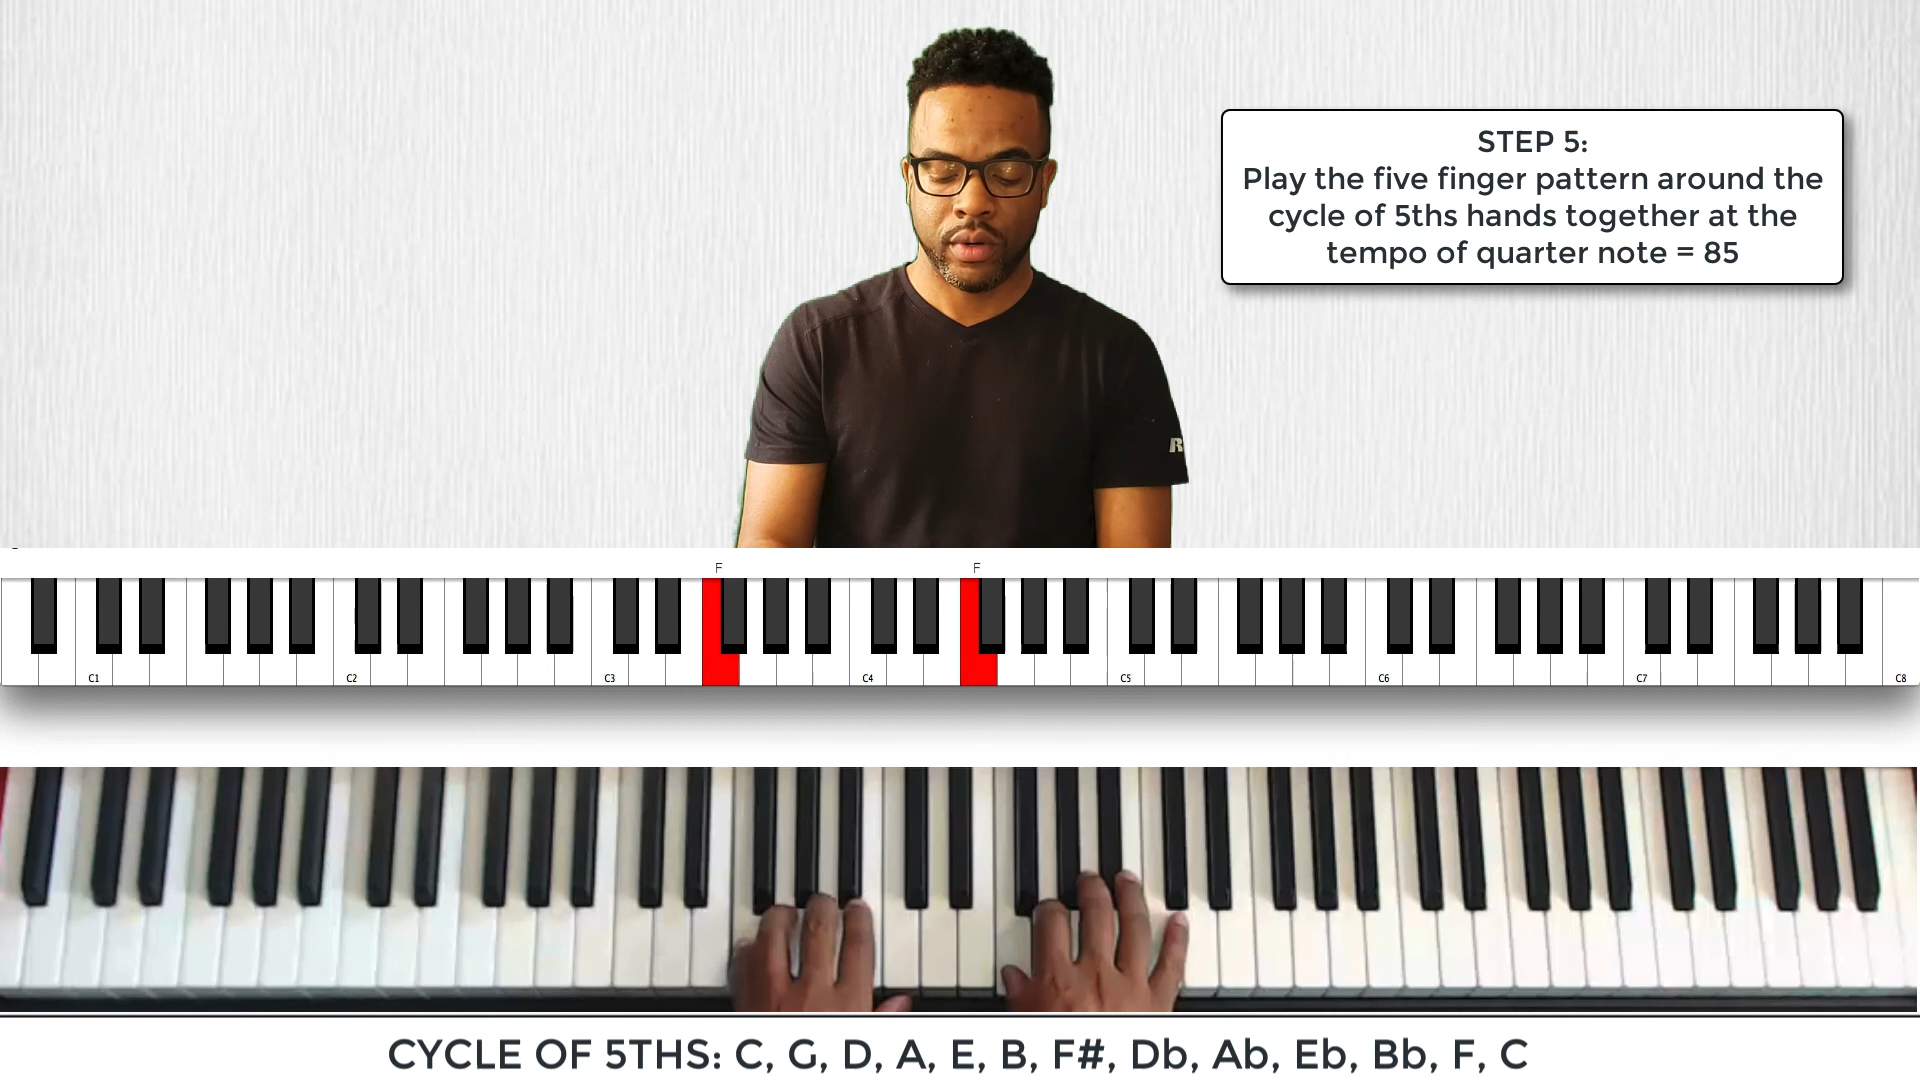 STEP 5:
Play the five finger pattern around the
cycle of 5ths hands together at the
tempo of quarter note = 85
R
F F
C1 C2 C3 C4 C5 C6 C7 C8
CYCLE OF 5THS: C, G, D, A, E, B, F#, Db, Ab, Eb, Bb, F, C